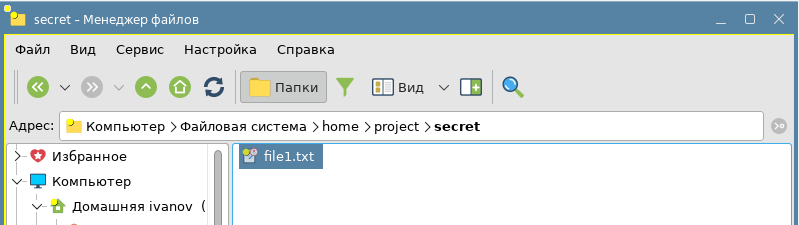 secret – Менеджер файлов
Файл Вид Сервис Настройка Справка
Папки Вид
Адрес: Компьютер Файловая система home project secret
Избранное
file1.txt
Компьютер
Домашняя ivanov (